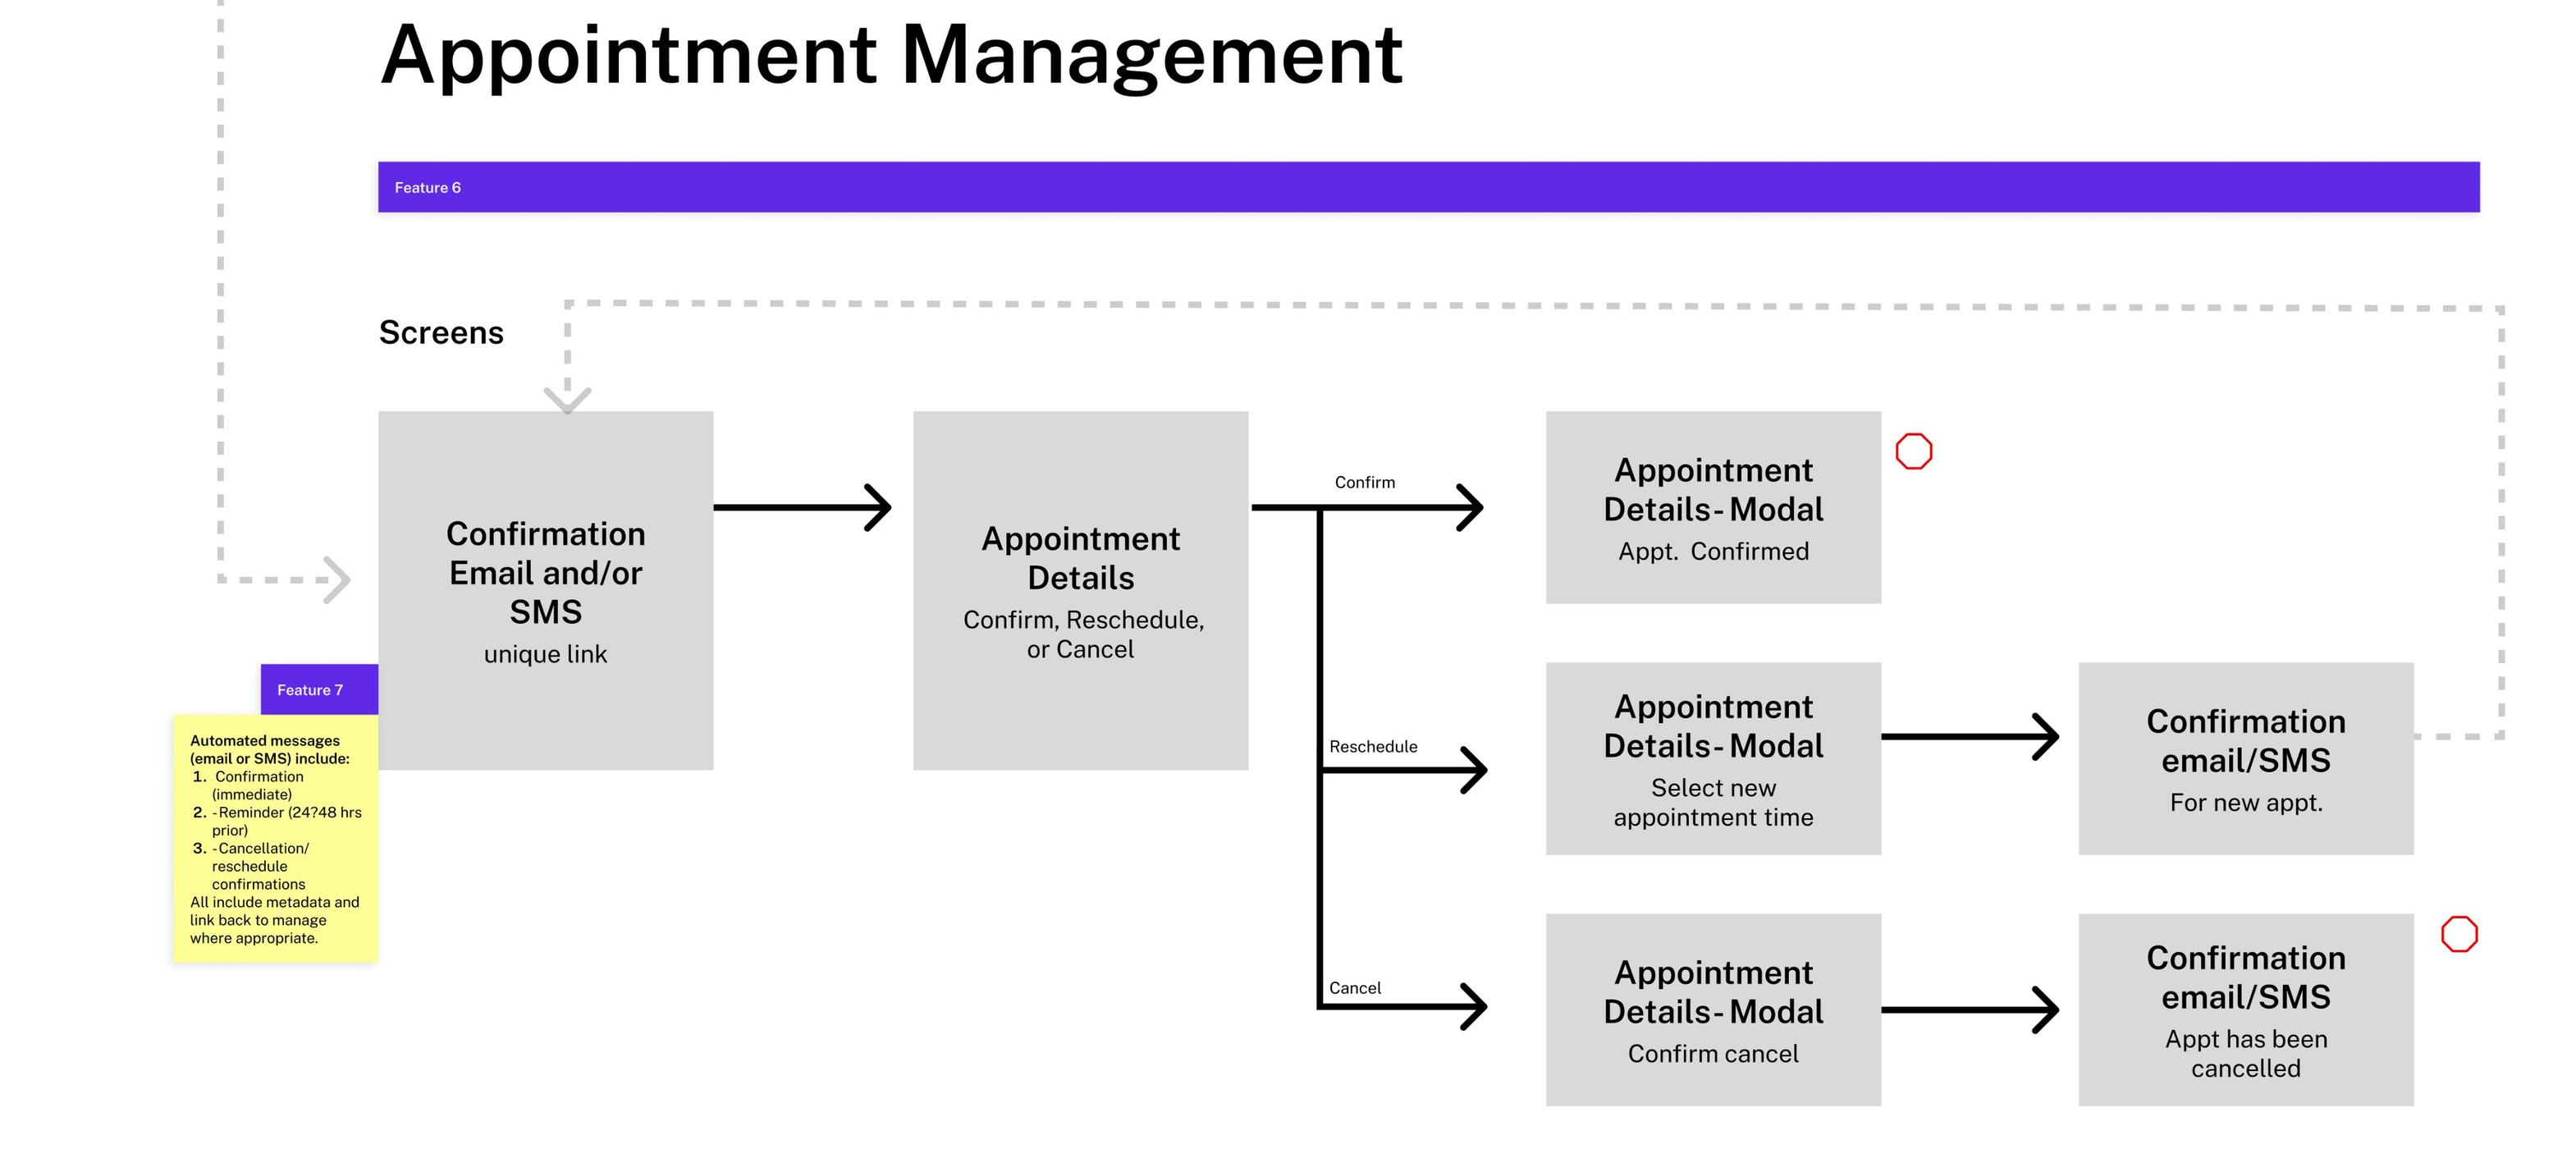 Appointment Management
Feature 6
Screens
Confirmation
Email and/or
SMS
unique link
Appointment
Details
Confirm, Reschedule,
or Cancel
Confirm
Appointment
Details- Modal
Appt.  Confirmed
Feature 7
Automated messages
(email or SMS) include:
1. Confirmation
(immediate)
2. -Reminder (24?48 hrs
prior)
3. -Cancellation/
reschedule
confirmations
All include metadata and
link back to manage
where appropriate.
Reschedule
Appointment
Details- Modal
Select new
appointment time
Confirmation
email/SMS
For new appt.
Cancel
Appointment
Details- Modal
Confirm cancel
Confirmation
email/SMS
Appt has been
cancelled